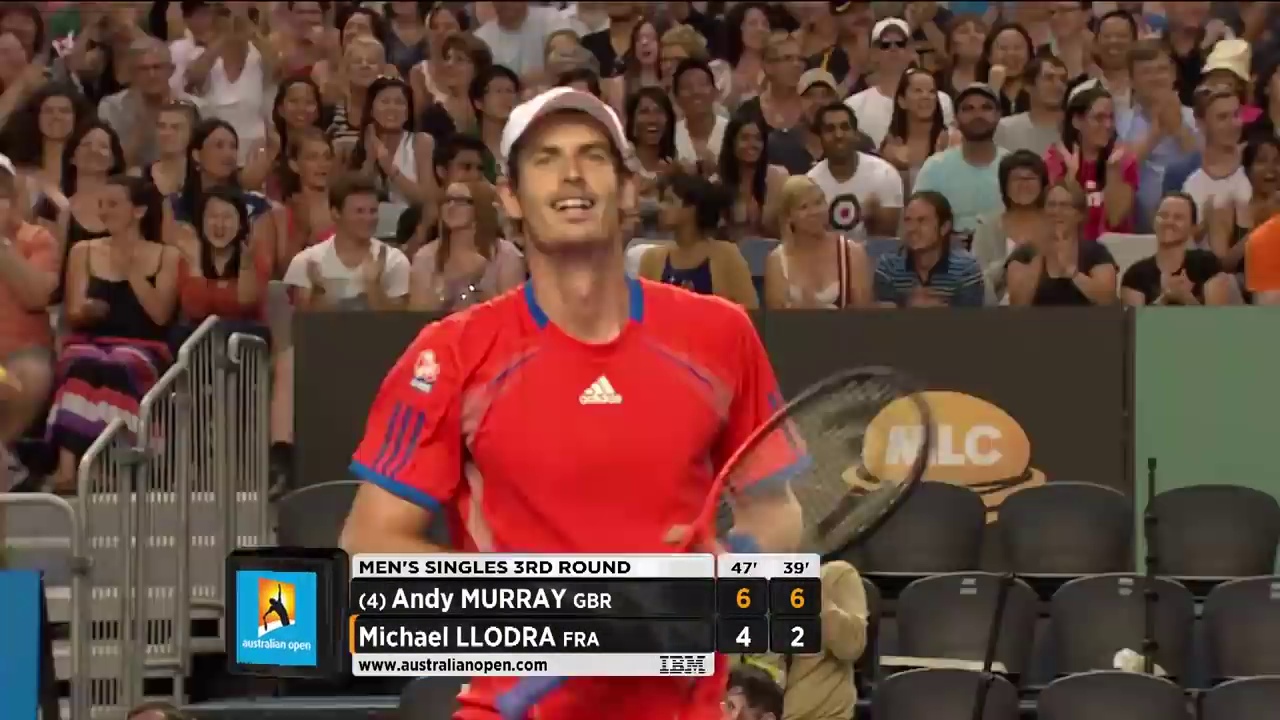 adidas
MLC
MEN'S SINGLES 3RD ROUND 47' 39'
(4) Andy MURRAY GBR 6 6
Michael LLODRA FRA 4 2
www.australianopen.com IBM
australian open